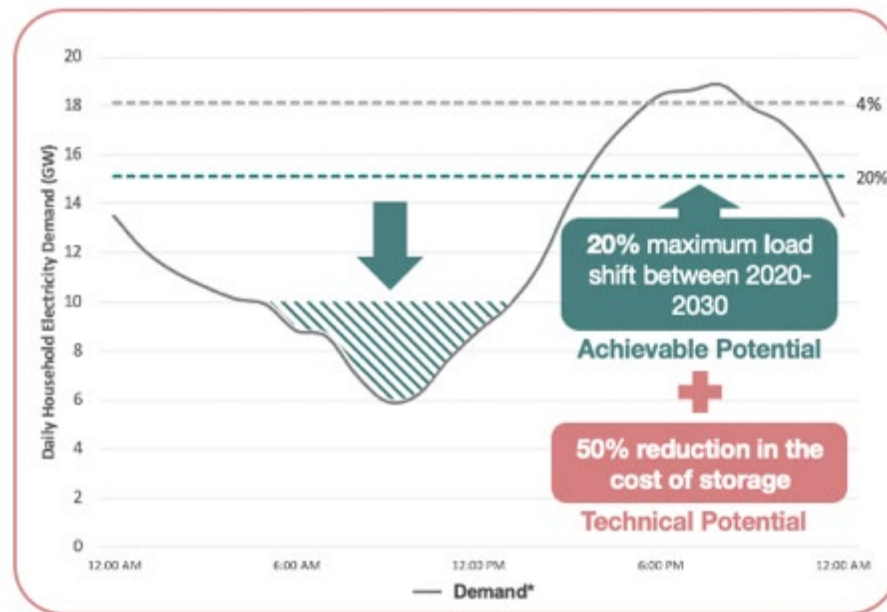 Daily Household Electricity Demand (GW)
20
18
16
14
12
10
8
6
4
2
0
4%
20%
20% maximum load
shift between 2020-
2030
Achievable Potential
50% reduction in the
cost of storage
Technical Potential
12:00 AM
6:00 AM
12:00 PM
6:00 PM
12:00 AM
Demand*